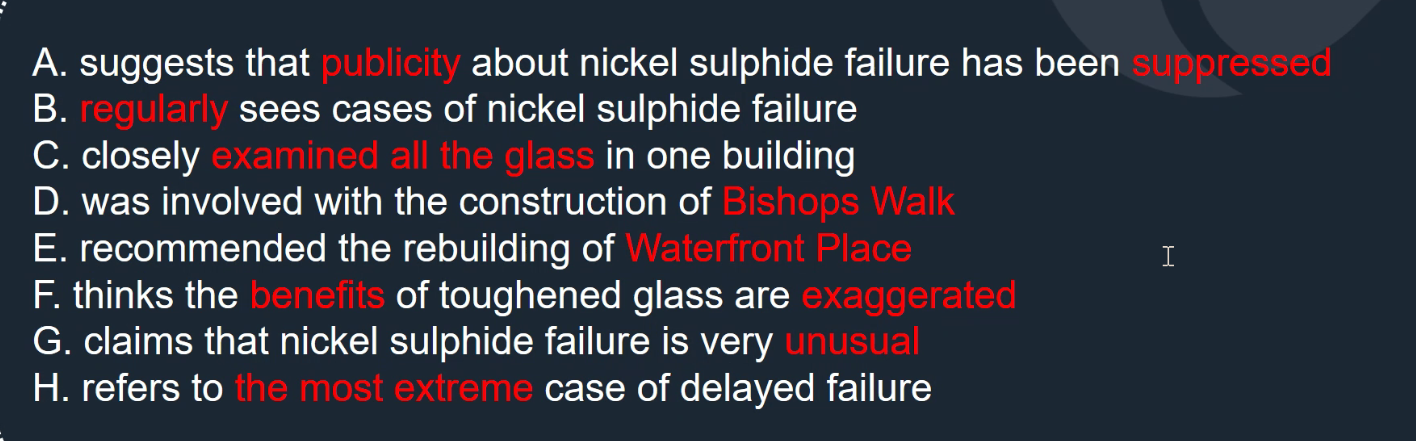 A. suggests that publicity about nickel sulphide failure has been suppressed
B. regularly sees cases of nickel sulphide failure
C. closely examined all the glass in one building
D. was involved with the construction of Bishops Walk
E. recommended the rebuilding of Waterfront Place
F. thinks the benefits of toughened glass are exaggerated
G. claims that nickel sulphide failure is very unusual
H. refers to the most extreme case of delayed failure